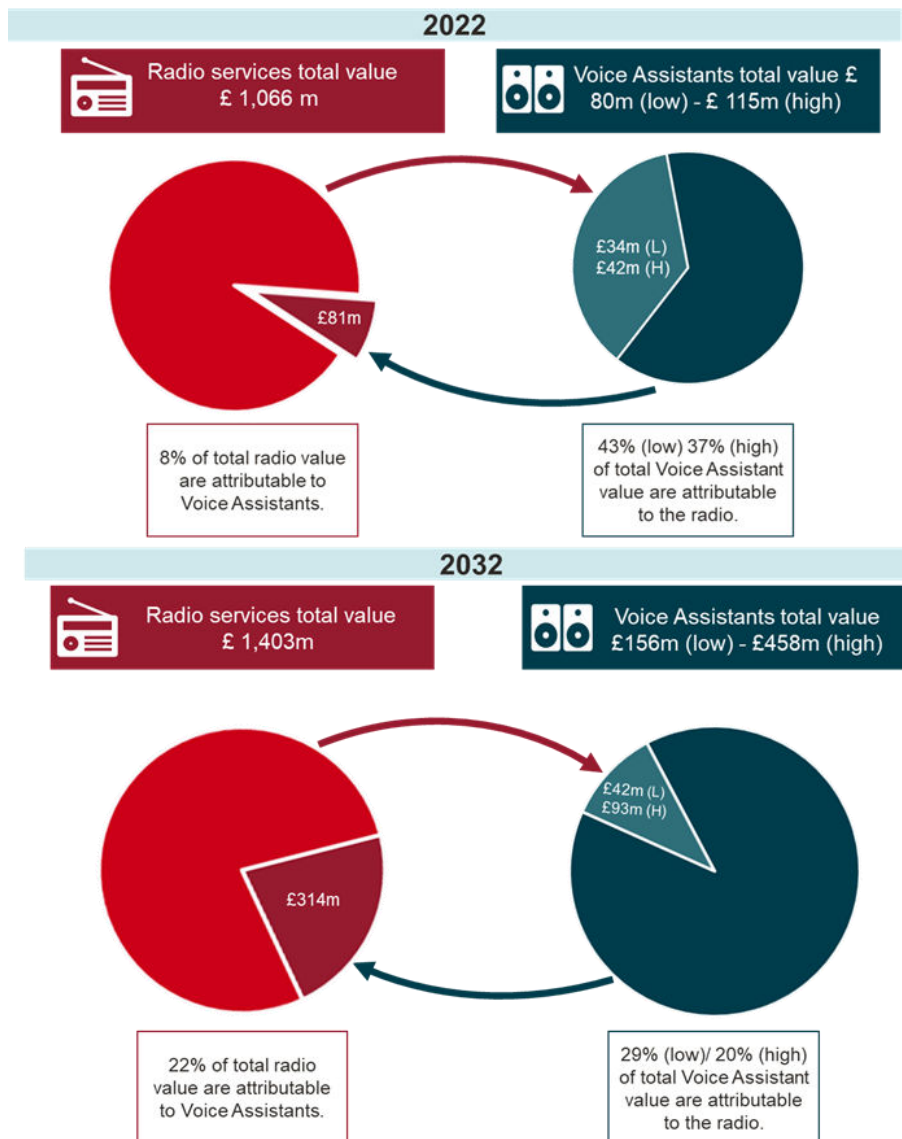 2022
Radio services total value
£ 1,066 m
Voice Assistants total value £
80m (low) - £ 115m (high)
£81m
£34m (L)
£42m (H)
8% of total radio value
are attributable to
Voice Assistants.
43% (low) 37% (high)
of total Voice Assistant
value are attributable
to the radio.
2032
Radio services total value
£ 1,403m
Voice Assistants total value
£156m (low) - £458m (high)
£314m
£42m (L)
£93m (H)
22% of total radio
value are attributable
to Voice Assistants.
29% (low)/ 20% (high)
of total Voice Assistant
value are attributable
to the radio.